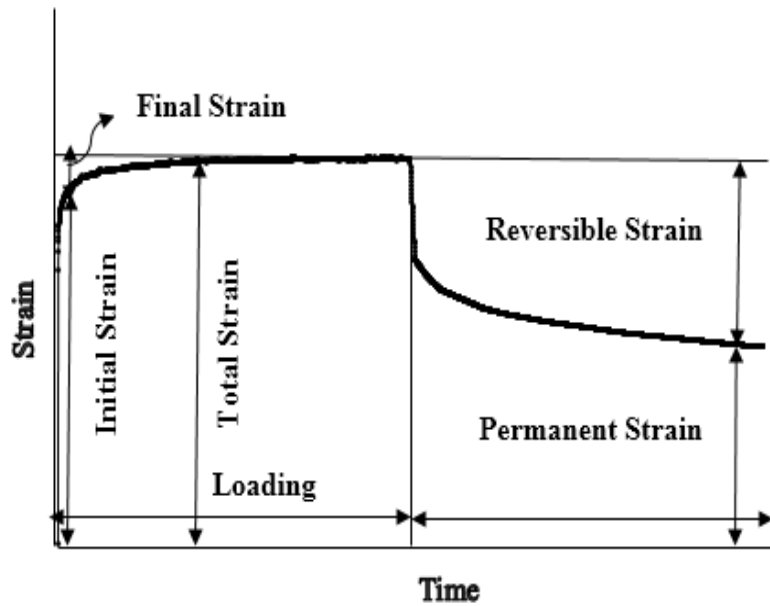 Final Strain
Reversible Strain
Strain
Initial Strain
Total Strain
Permanent Strain
Loading
Time